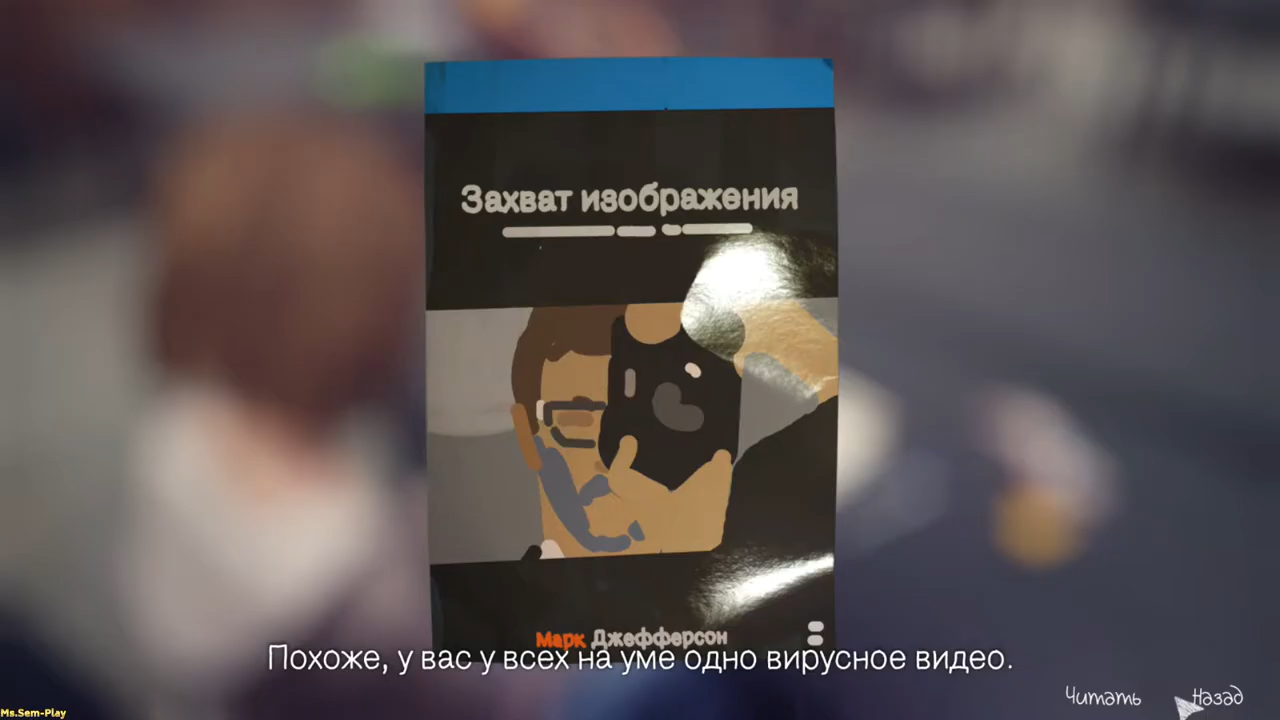 Захват изображения
Марк Джефферсон
Похоже, у вас у всех на уме одно вирусное видео.
Читать
Назад
Ms.Sem-Play